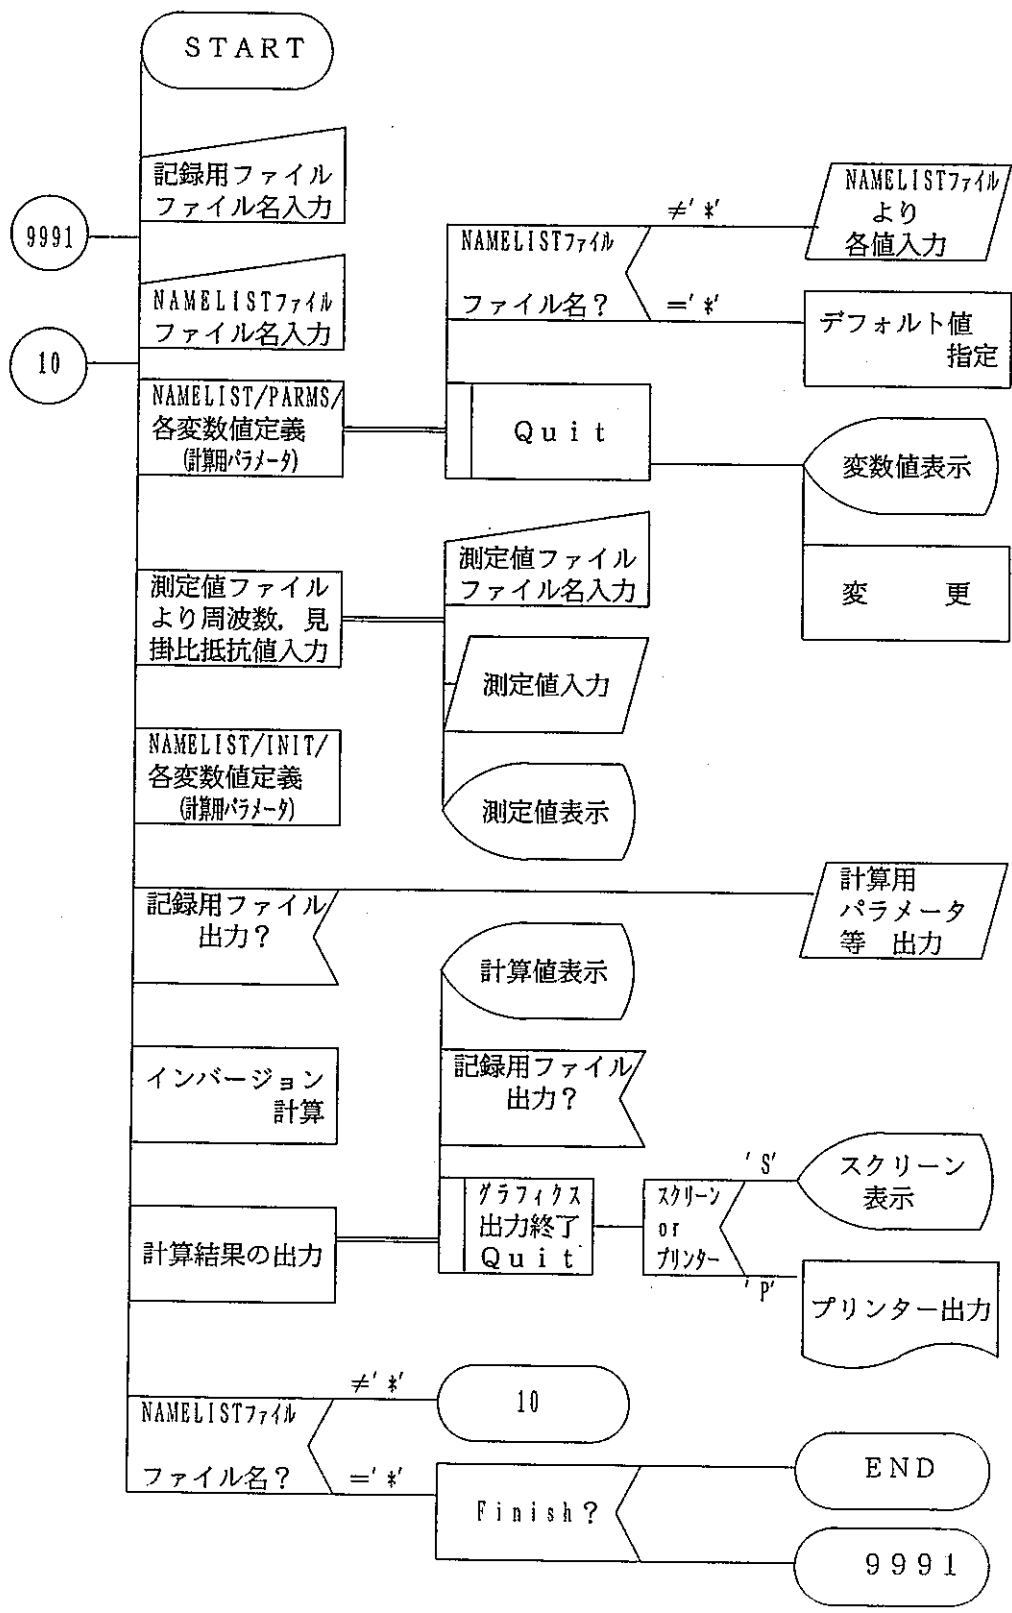 START
記録用ファイル
ファイル名入力
9991
NAMELISTファイル
ファイル名入力
10
NAMELIST/PARMS/
各変数値定義
(計算用パラメータ)
NAMELISTファイル
ファイル名?
≠'*'
NAMELISTファイル
より
各値入力
='*'
デフォルト値
指定
Quit
変数値表示
変 更
測定値ファイル
より周波数,見
掛比抵抗値入力
測定値ファイル
ファイル名入力
測定値入力
測定値表示
NAMELIST/INIT/
各変数値定義
(計算用パラメータ)
記録用ファイル
出力?
計算用
パラメータ
等 出力
インバージョン
計算
計算結果の出力
計算値表示
記録用ファイル
出力?
グラフィクス
出力終了
Quit
スクリーン
or
プリンター
'S'
スクリーン
表示
'P'
プリンター出力
NAMELISTファイル
ファイル名?
≠'*'
10
='*'
Finish?
END
9991